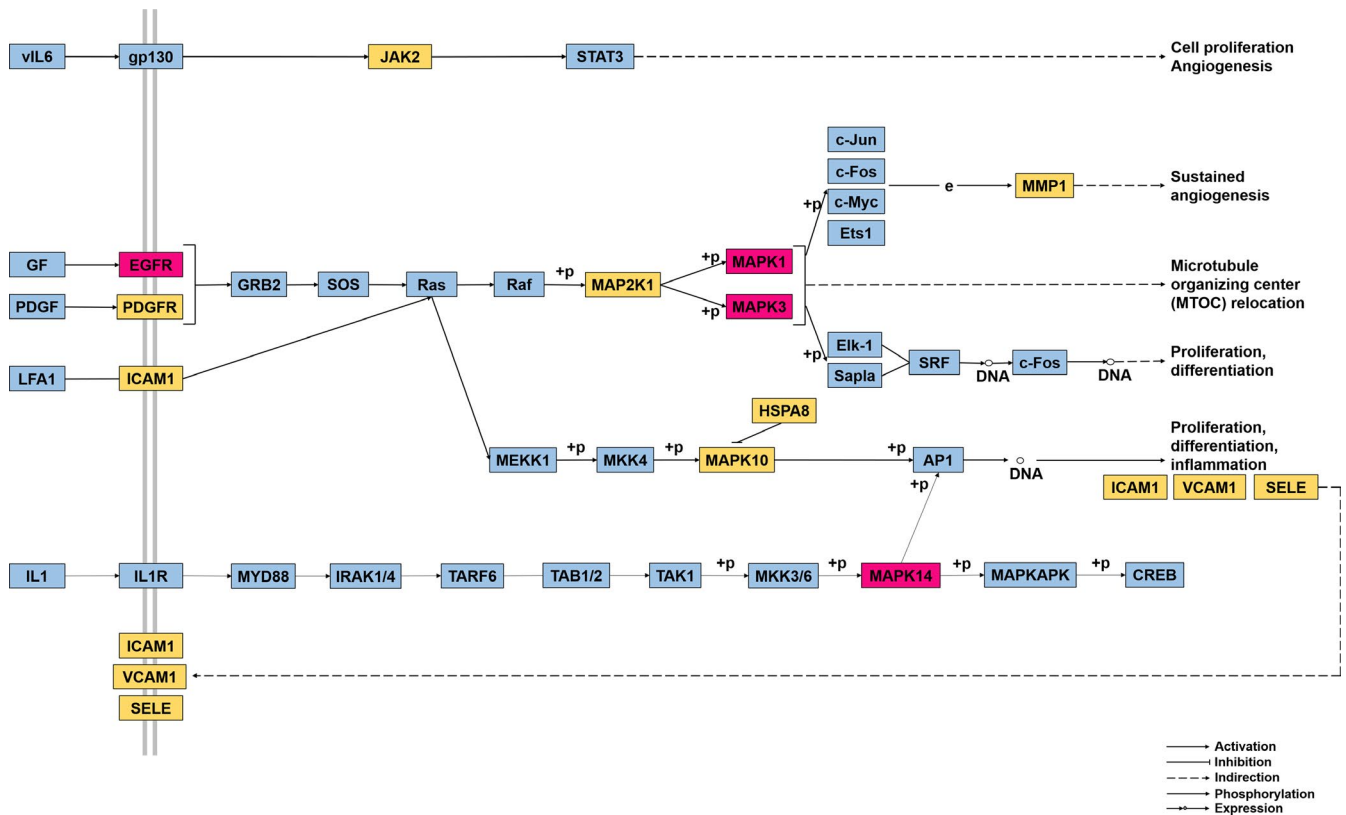 vIL6
gp130
JAK2
STAT3
Cell proliferation
Angiogenesis
c-Jun
c-Fos
c-Myc
Ets1
+p
e
MMP1
Sustained
angiogenesis
GF
EGFR
PDGF
PDGFR
GRB2
SOS
Ras
Raf
+p
MAP2K1
+p
+p
MAPK1
MAPK3
Microtubule
organizing center
(MTOC) relocation
+p
Elk-1
Sapla
SRF
DNA
c-Fos
DNA
Proliferation,
differentiation
LFA1
ICAM1
HSPA8
MEKK1
+p
MKK4
+p
MAPK10
+p
AP1
+p
DNA
Proliferation,
differentiation,
inflammation
ICAM1
VCAM1
SELE
IL1
IL1R
MYD88
IRAK1/4
TARF6
TAB1/2
TAK1
+p
MKK3/6
+p
MAPK14
+p
MAPKAPK
+p
CREB
ICAM1
VCAM1
SELE
Activation
Inhibition
Indirection
Phosphorylation
Expression